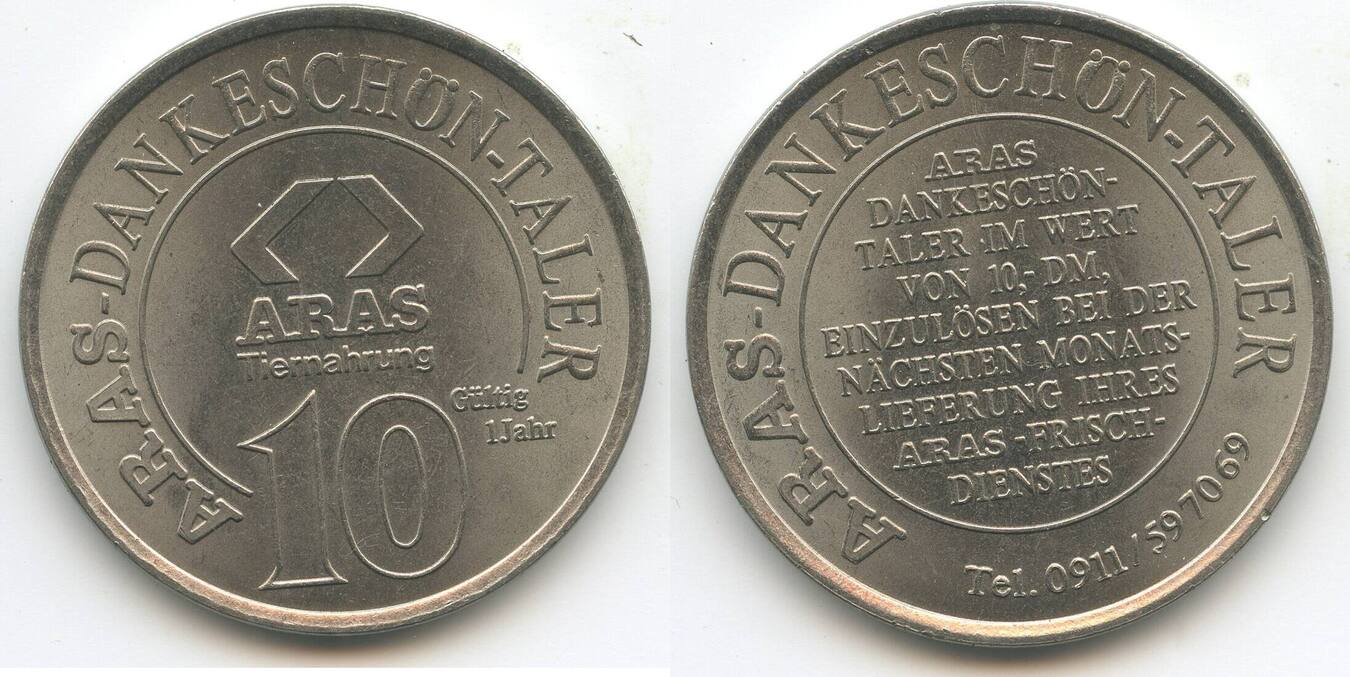 ARAS-DANKESCHÖN-TALER
ARAS
Tiernahrung
10
Gültig
1 Jahr
ARAS-DANKESCHÖN-TALER
ARAS
DANKESCHÖN-
TALER IM WERT
VON 10,- DM,
EINZULÖSEN BEI DER
NÄCHSTEN MONATS-
LIEFERUNG IHRES
ARAS-FRISCH-
DIENSTES
Tel. 0911/597069